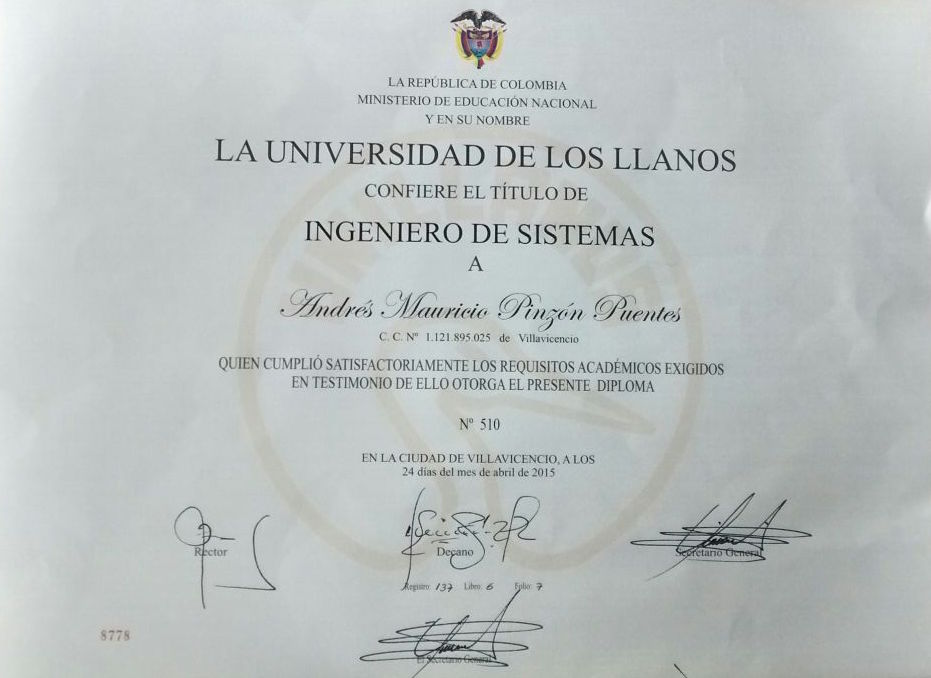 LA REPÚBLICA DE COLOMBIA
MINISTERIO DE EDUCACIÓN NACIONAL
Y EN SU NOMBRE
LA UNIVERSIDAD DE LOS LLANOS
CONFIERE EL TÍTULO DE
INGENIERO DE SISTEMAS
A
Andrés Mauricio Pinzón Puentes
C. C. Nº 1.121.895.025 de Villavicencio
QUIEN CUMPLIÓ SATISFACTORIAMENTE LOS REQUISITOS ACADÉMICOS EXIGIDOS
EN TESTIMONIO DE ELLO OTORGA EL PRESENTE DIPLOMA
Nº 510
EN LA CIUDAD DE VILLAVICENCIO, A LOS
24 días del mes de abril de 2015
Rector
Decano
Secretario General
Registro: 137 Libro: 6 Folio: 7
8778
El Secretario General